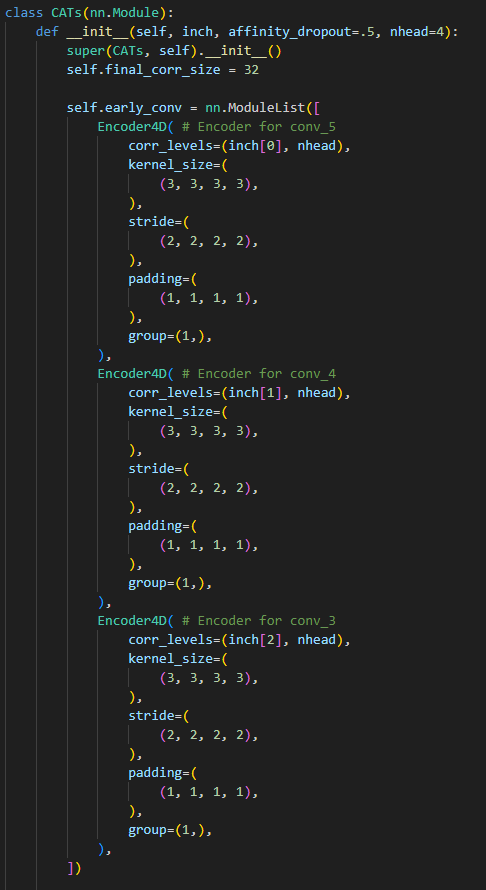 class CATs(nn.Module):
    def __init__(self, inch, affinity_dropout=.5, nhead=4):
        super(CATs, self).__init__()
        self.final_corr_size = 32

        self.early_conv = nn.ModuleList([
            Encoder4D( # Encoder for conv_5
                corr_levels=(inch[0], nhead),
                kernel_size=(
                    (3, 3, 3, 3),
                ),
                stride=(
                    (2, 2, 2, 2),
                ),
                padding=(
                    (1, 1, 1, 1),
                ),
                group=(1,),
            ),
            Encoder4D( # Encoder for conv_4
                corr_levels=(inch[1], nhead),
                kernel_size=(
                    (3, 3, 3, 3),
                ),
                stride=(
                    (2, 2, 2, 2),
                ),
                padding=(
                    (1, 1, 1, 1),
                ),
                group=(1,),
            ),
            Encoder4D( # Encoder for conv_3
                corr_levels=(inch[2], nhead),
                kernel_size=(
                    (3, 3, 3, 3),
                ),
                stride=(
                    (2, 2, 2, 2),
                ),
                padding=(
                    (1, 1, 1, 1),
                ),
                group=(1,),
            ),
        ])